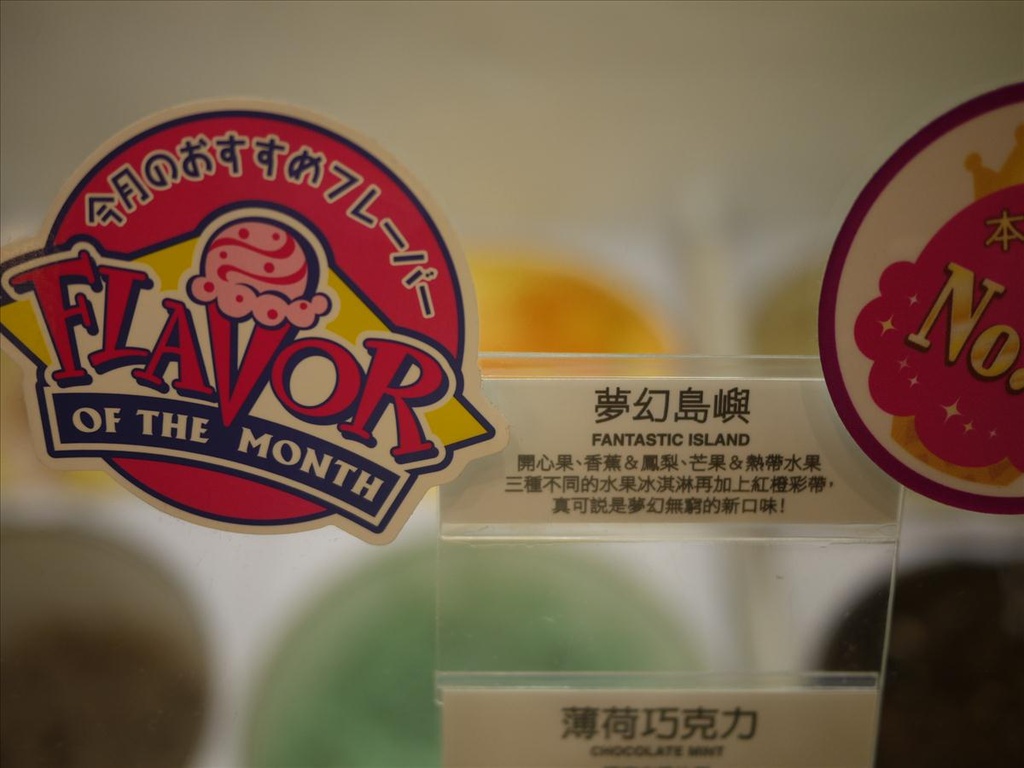 今月のおすすめフレーバー
FLAVOR
OF THE MONTH
本
No.
夢幻島嶼
FANTASTIC ISLAND
開心果、香蕉&鳳梨、芒果&熱帶水果
三種不同的水果冰淇淋再加上紅橙彩帶，
真可説是夢幻無窮的新口味!
薄荷巧克力
CHOCOLATE MINT